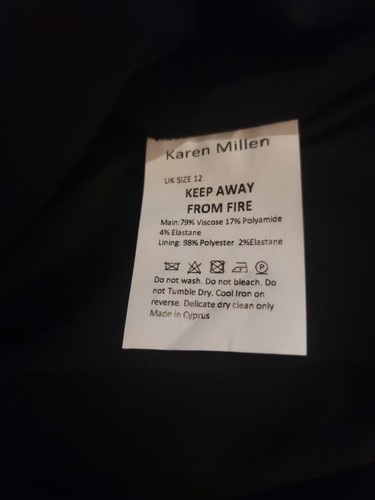 Karen Millen
UK SIZE 12
KEEP AWAY
FROM FIRE
Main:79% Viscose 17% Polyamide
4% Elastane
Lining: 98% Polyester 2%Elastane
Do not wash. Do not bleach. Do
not Tumble Dry. Cool Iron on
reverse. Delicate dry clean only
Made in Cyprus